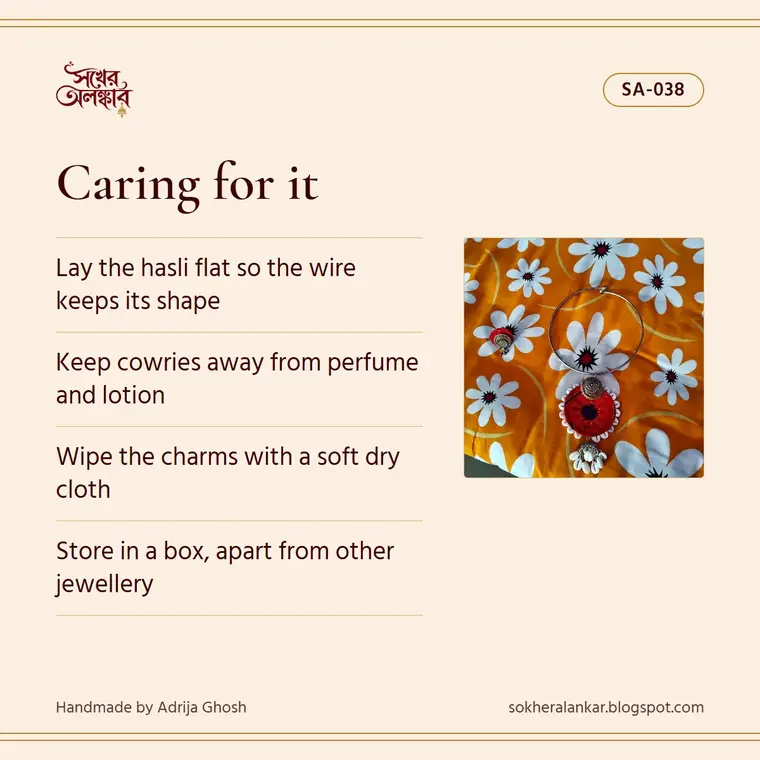 সখের
অলঙ্কার
SA-038
Caring for it
Lay the hasli flat so the wire
keeps its shape
Keep cowries away from perfume
and lotion
Wipe the charms with a soft dry
cloth
Store in a box, apart from other
jewellery
Handmade by Adrija Ghosh
sokheralankar.blogspot.com